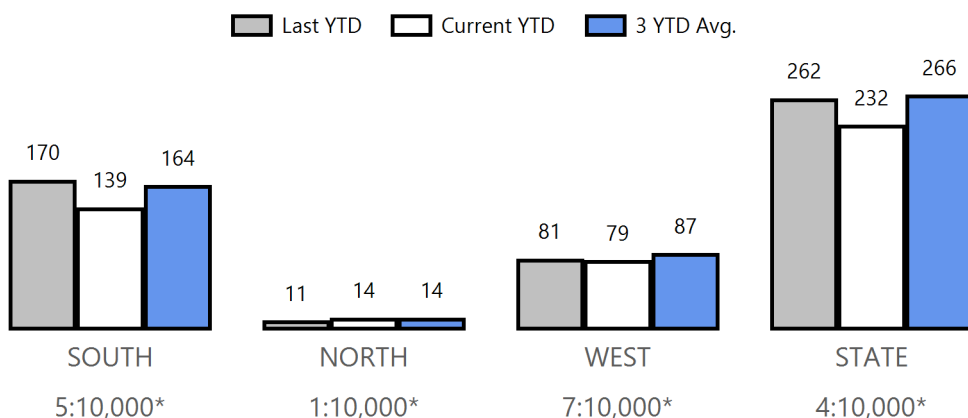 Last YTD Current YTD 3 YTD Avg.
262 232 266
170 139 164
81 79 87
11 14 14
SOUTH NORTH WEST STATE
5:10,000* 1:10,000* 7:10,000* 4:10,000*